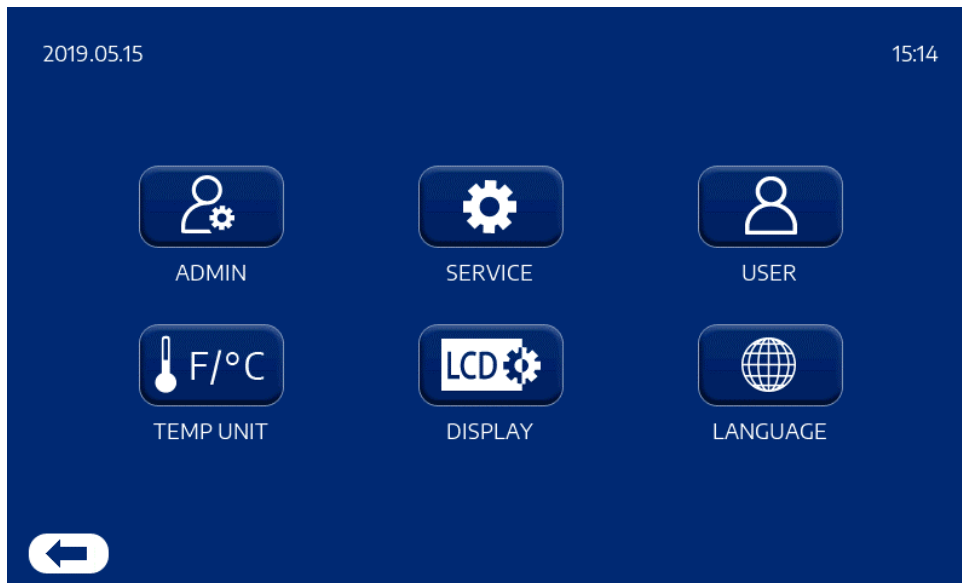 2019.05.15 15:14
ADMIN SERVICE USER
F/°C LCD
TEMP UNIT DISPLAY LANGUAGE